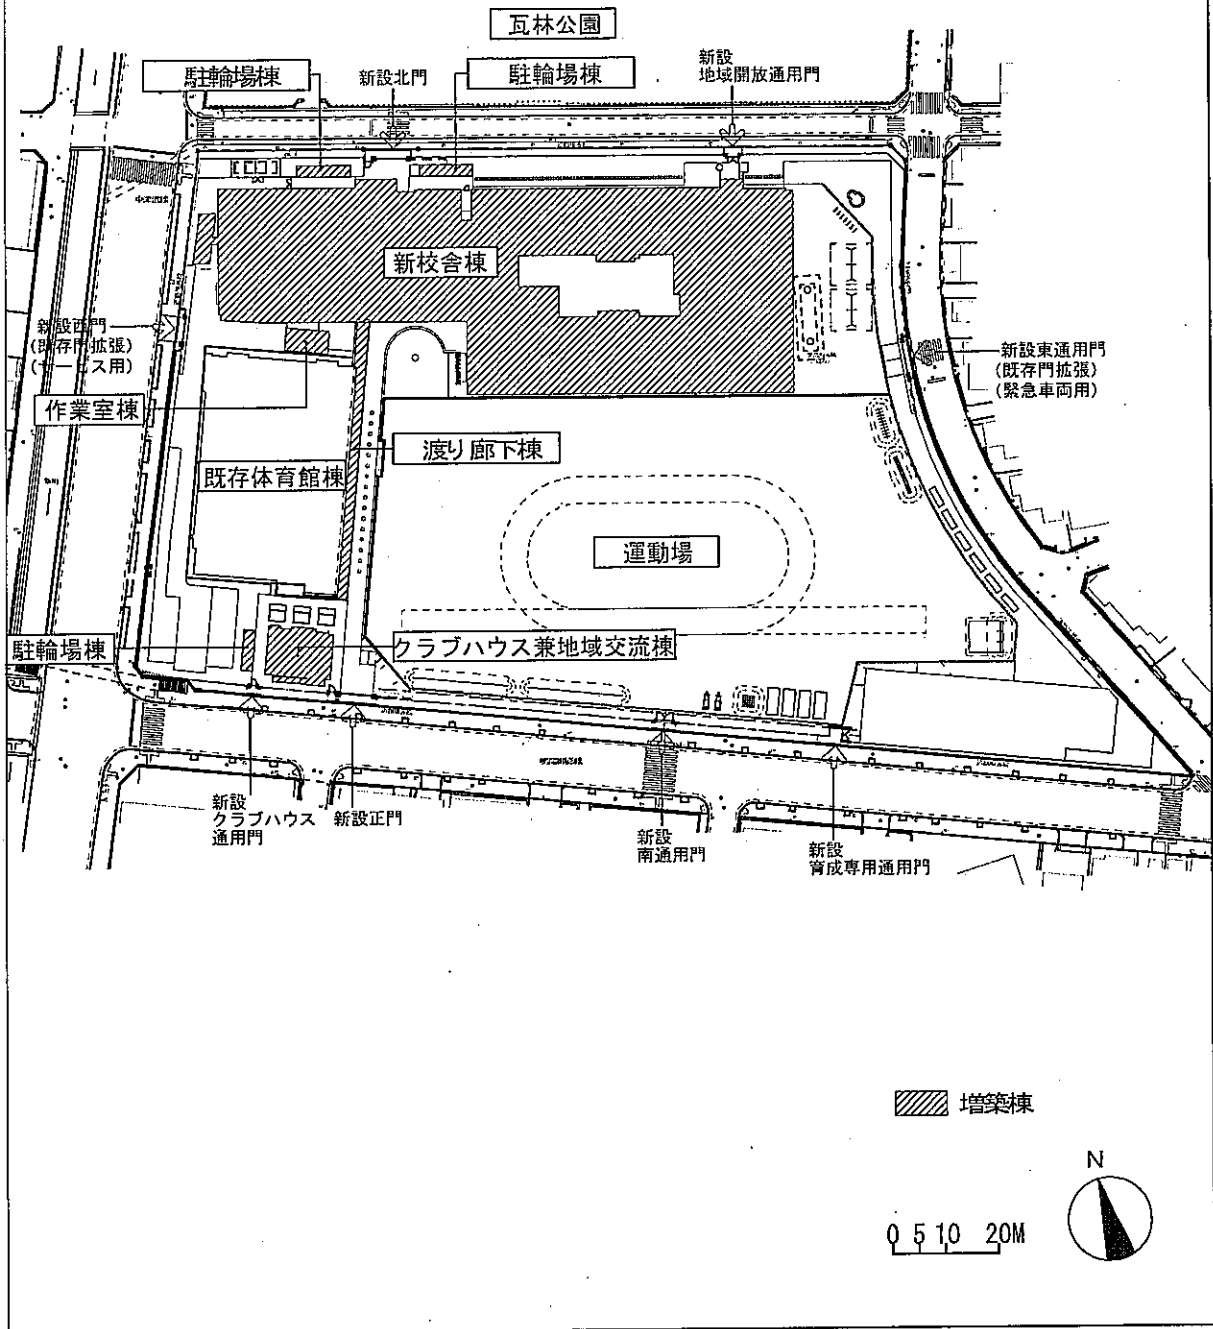 瓦林公園
駐輪場棟
新設北門
駐輪場棟
新設
地域開放通用門
新校舎棟
新設西門
(既存門拡張)
(サービス用)
新設東通用門
(既存門拡張)
(緊急車両用)
作業室棟
渡り廊下棟
既存体育館棟
運動場
駐輪場棟
クラブハウス兼地域交流棟
新設
クラブハウス
通用門
新設正門
新設
南通用門
新設
育成専用通用門
増築棟
N
0 5 10 20M